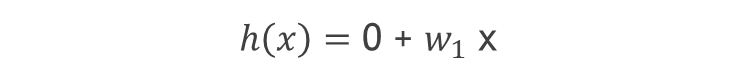 h(x) = 0 + w₁ x